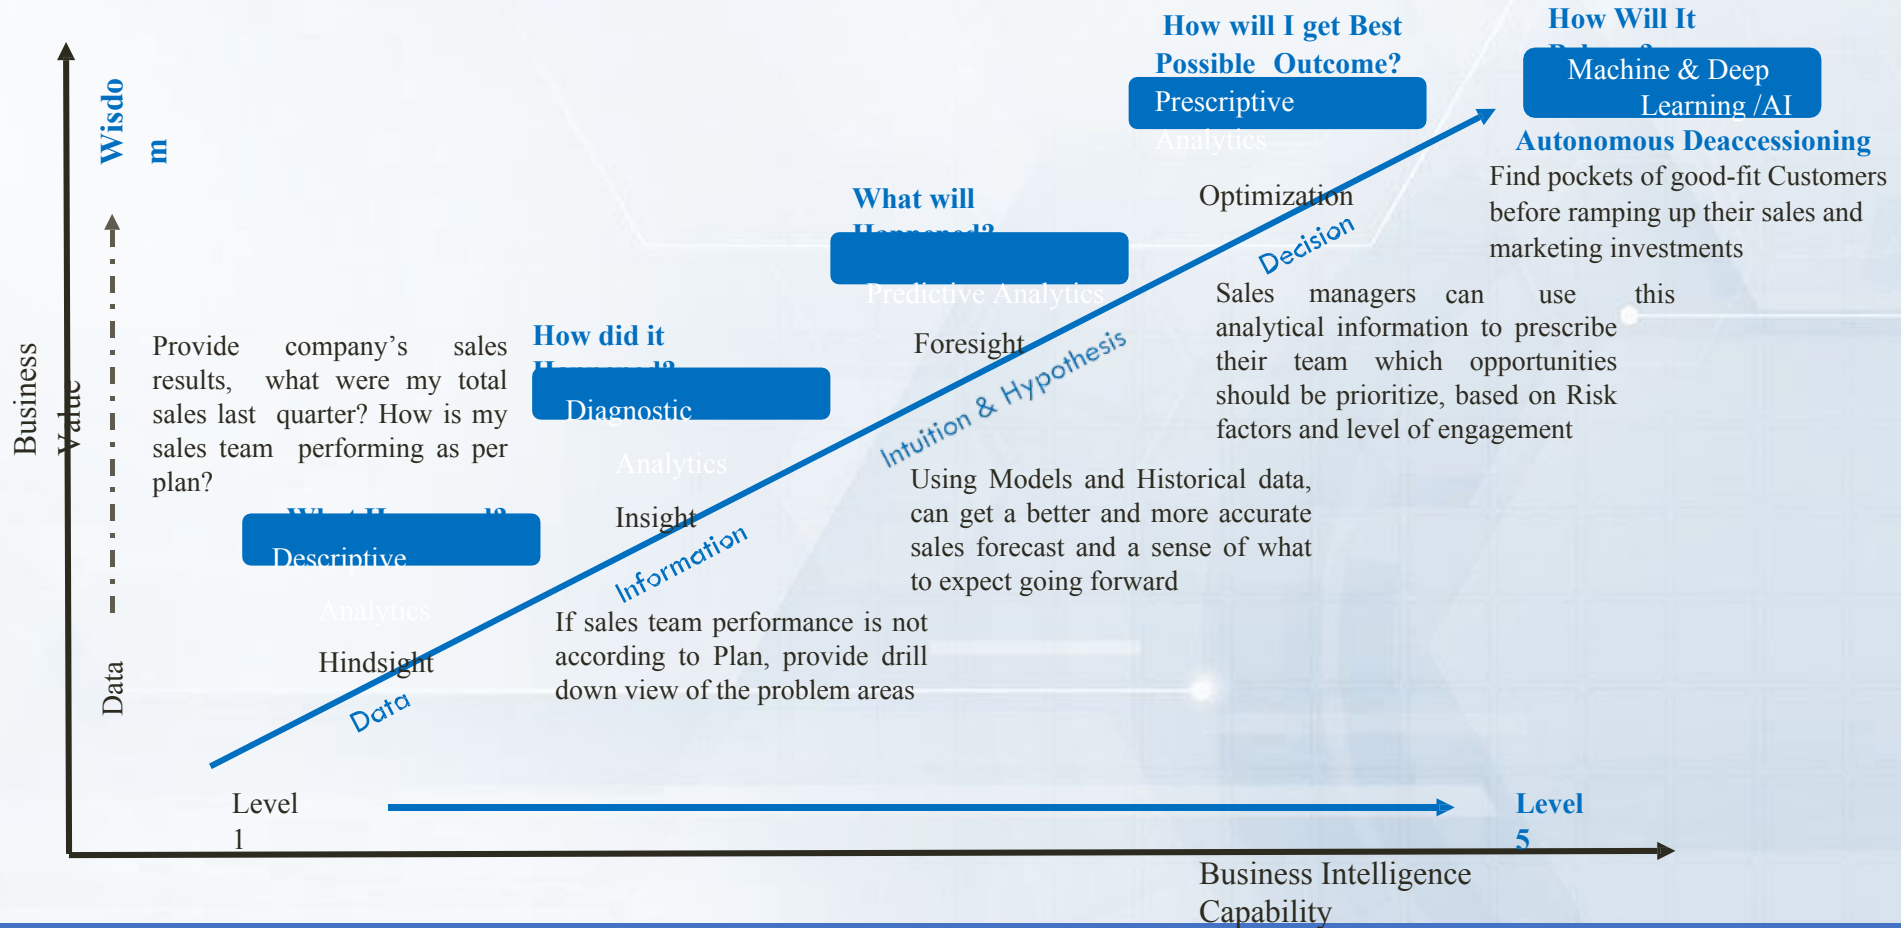 How will I get Best
Possible Outcome?
Prescriptive
Analytics
Optimization
Decision
Sales managers can use this
analytical information to prescribe
their team which opportunities
should be prioritize, based on Risk
factors and level of engagement
How Will It
Machine & Deep
Learning /AI
Autonomous Deaccessioning
Find pockets of good-fit Customers
before ramping up their sales and
marketing investments
Wisdo
m
What will
Happened?
Predictive Analytics
Foresight
Intuition & Hypothesis
Using Models and Historical data,
can get a better and more accurate
sales forecast and a sense of what
to expect going forward
How did it
Happened?
Diagnostic
Analytics
Insight
Information
If sales team performance is not
according to Plan, provide drill
down view of the problem areas
Provide company’s sales
results, what were my total
sales last quarter? How is my
sales team performing as per
plan?
What Happened?
Descriptive
Analytics
Hindsight
Data
Business
Value
Data
Level
1
Level
5
Business Intelligence
Capability